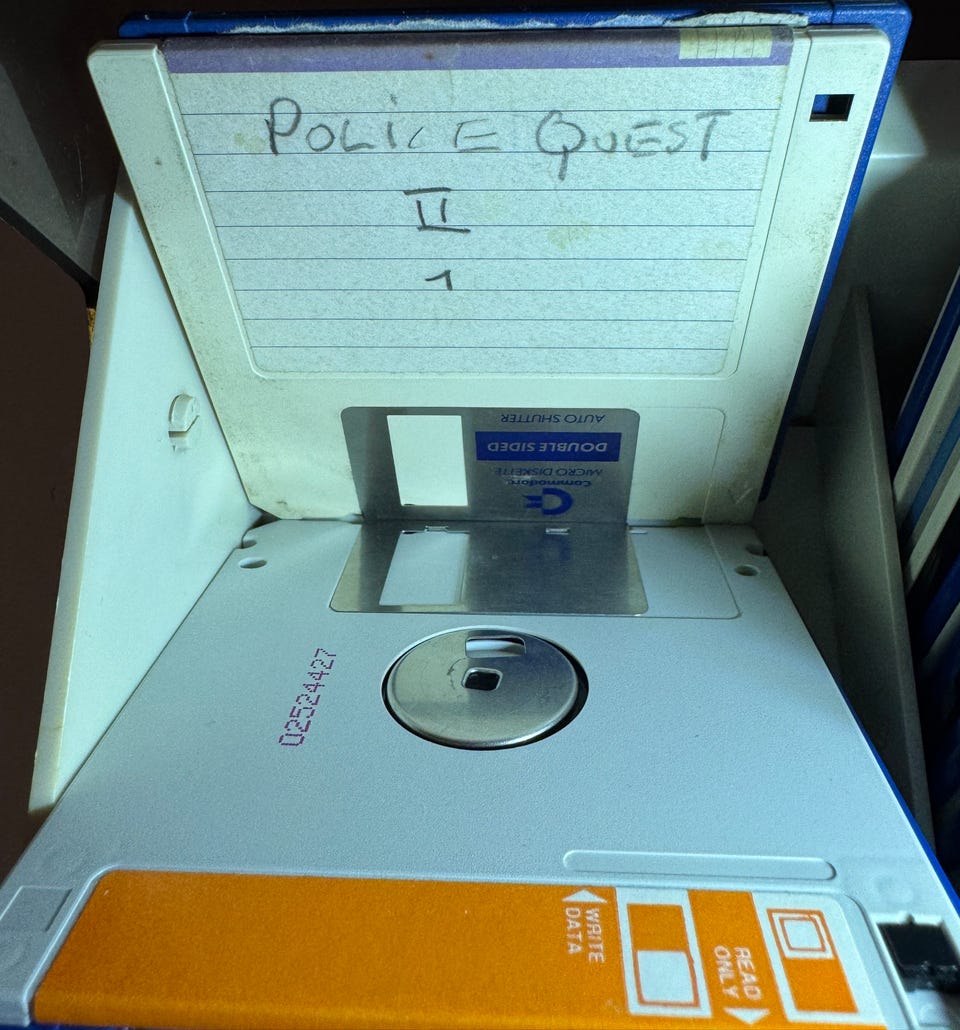 POLICE QUEST
II
1
AUTO SHUTTER
DOUBLE SIDED
MICRO DISKETTE
Commodore
02524427
WRITE
DATA
READ
ONLY